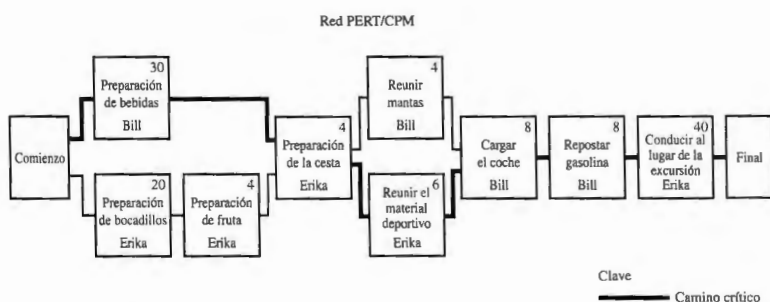 Red PERT/CPM
30
Preparación
de bebidas
Bill
4
Reunir
mantas
Bill
Comienzo
4
Preparación
de la cesta
Erika
8
Cargar
el coche
Bill
8
Repostar
gasolina
Bill
40
Conducir al
lugar de la
excursión
Erika
Final
20
Preparación
de bocadillos
Erika
4
Preparación
de fruta
Erika
6
Reunir el
material
deportivo
Erika
Clave
Camino crítico